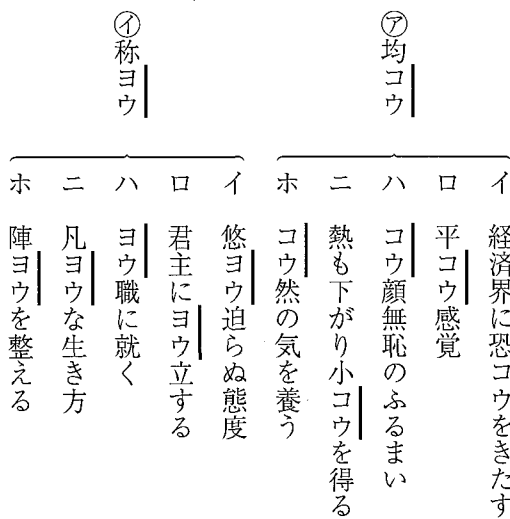 ㋐均コウ
イ 経済界に恐コウをきたす
ロ 平コウ感覚
ハ コウ顔無恥のふるまい
ニ 熱も下がり小コウを得る
ホ コウ然の気を養う
㋑称ヨウ
イ 悠ヨウ迫らぬ態度
ロ 君主にヨウ立する
ハ ヨウ職に就く
ニ 凡ヨウな生き方
ホ 陣ヨウを整える